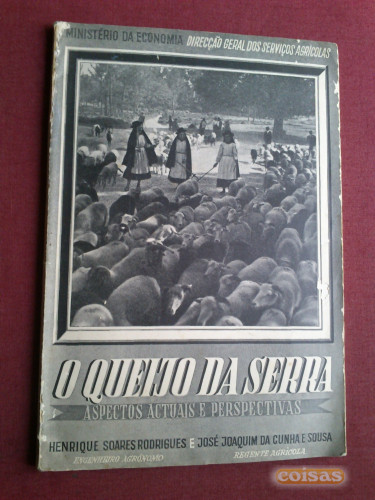 MINISTÉRIO DA ECONOMIA DIRECÇÃO GERAL DOS SERVIÇOS AGRÍCOLAS
O QUEIJO DA SERRA
ASPECTOS ACTUAIS E PERSPECTIVAS
HENRIQUE SOARES RODRIGUES E JOSÉ JOAQUIM DA CUNHA E SOUSA
ENGENHEIRO AGRÓNOMO REGENTE AGRÍCOLA
coisas